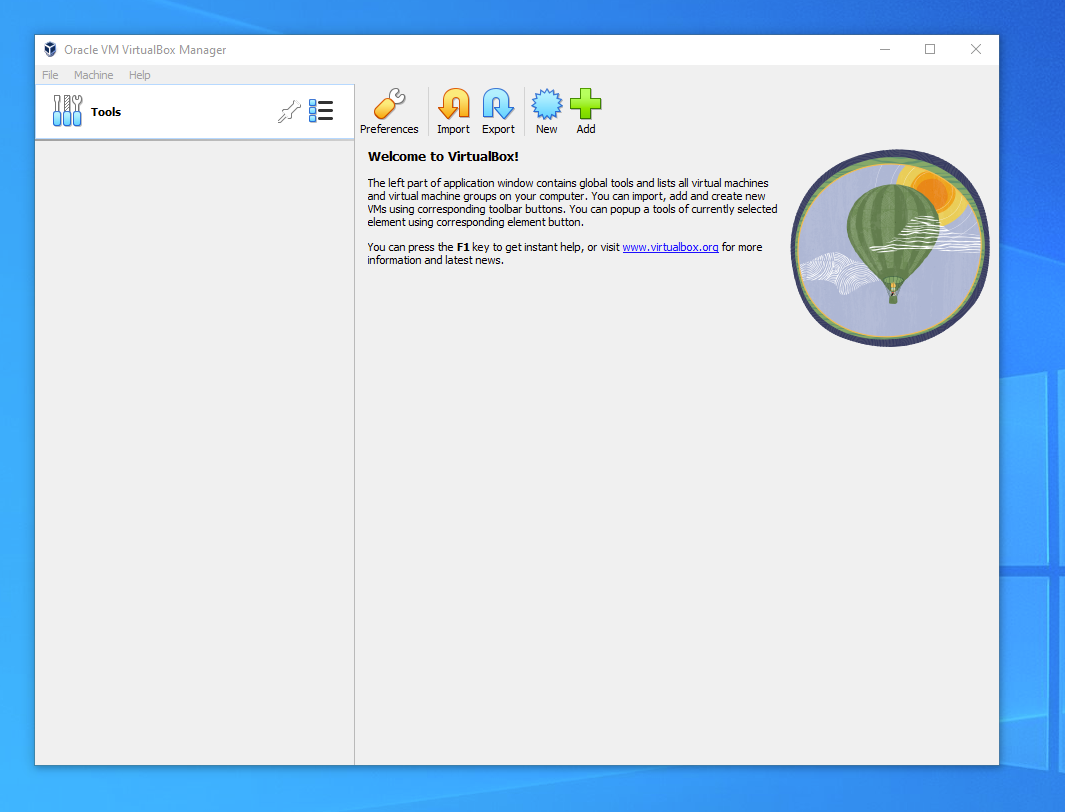 Oracle VM VirtualBox Manager
File Machine Help
Tools
Preferences Import Export New Add
Welcome to VirtualBox!
The left part of application window contains global tools and lists all virtual machines
and virtual machine groups on your computer. You can import, add and create new
VMs using corresponding toolbar buttons. You can popup a tools of currently selected
element using corresponding element button.
You can press the F1 key to get instant help, or visit www.virtualbox.org for more
information and latest news.